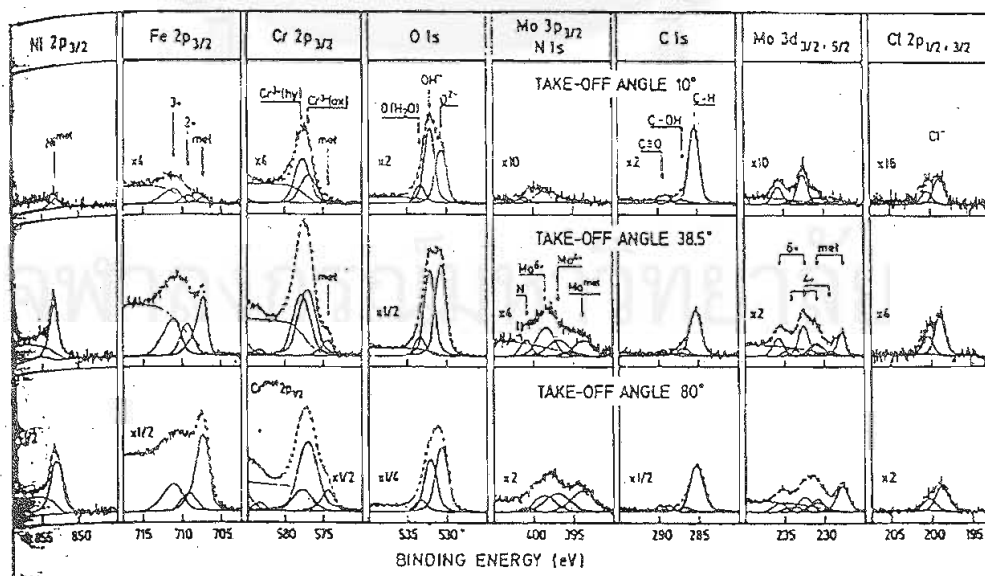 Ni 2p3/2 Fe 2p3/2 Cr 2p3/2 O 1s Mo 3p3/2 N 1s C 1s Mo 3d3/2, 5/2 Cl 2p1/2, 3/2
TAKE-OFF ANGLE 10°
Ni met 3+ 2+ met Cr3+(hy) Cr3+(ox) met O(H2O) OH- O2- C=O C-OH C-H Cl-
x4 x4 x2 x10 x2 x10 x16
TAKE-OFF ANGLE 38.5°
met N Mo6+ Mo4+ Mo met 6+ 4+ met
x1/2 x4 x2 x4
TAKE-OFF ANGLE 80°
Cr met 2p1/2
1/2 x1/2 x1/2 x1/4 x2 x1/2 x2
855 850 715 710 705 580 575 535 530 400 395 290 285 235 230 200 195
BINDING ENERGY (eV)